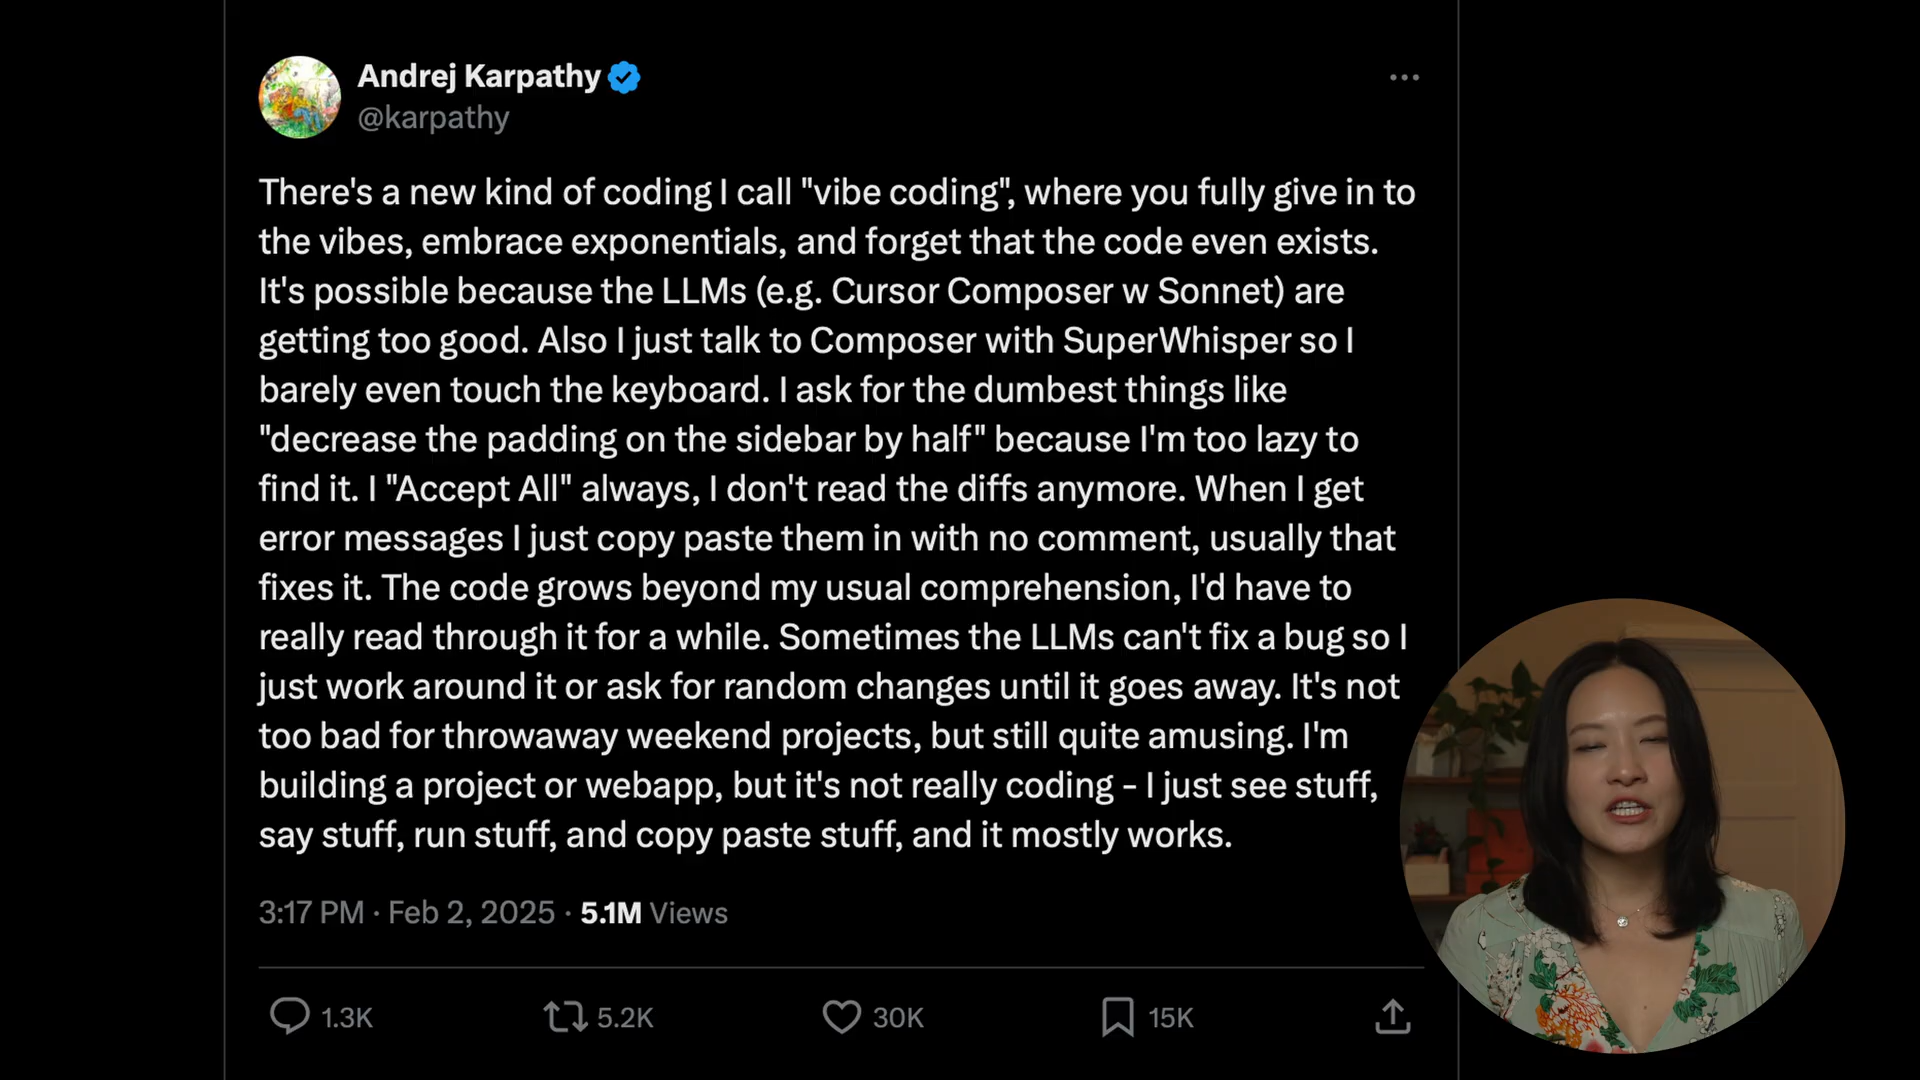 Andrej Karpathy
@karpathy
There's a new kind of coding I call "vibe coding", where you fully give in to
the vibes, embrace exponentials, and forget that the code even exists.
It's possible because the LLMs (e.g. Cursor Composer w Sonnet) are
getting too good. Also I just talk to Composer with SuperWhisper so I
barely even touch the keyboard. I ask for the dumbest things like
"decrease the padding on the sidebar by half" because I'm too lazy to
find it. I "Accept All" always, I don't read the diffs anymore. When I get
error messages I just copy paste them in with no comment, usually that
fixes it. The code grows beyond my usual comprehension, I'd have to
really read through it for a while. Sometimes the LLMs can't fix a bug so I
just work around it or ask for random changes until it goes away. It's not
too bad for throwaway weekend projects, but still quite amusing. I'm
building a project or webapp, but it's not really coding - I just see stuff,
say stuff, run stuff, and copy paste stuff, and it mostly works.
3:17 PM · Feb 2, 2025 · 5.1M Views
1.3K 5.2K 30K 15K